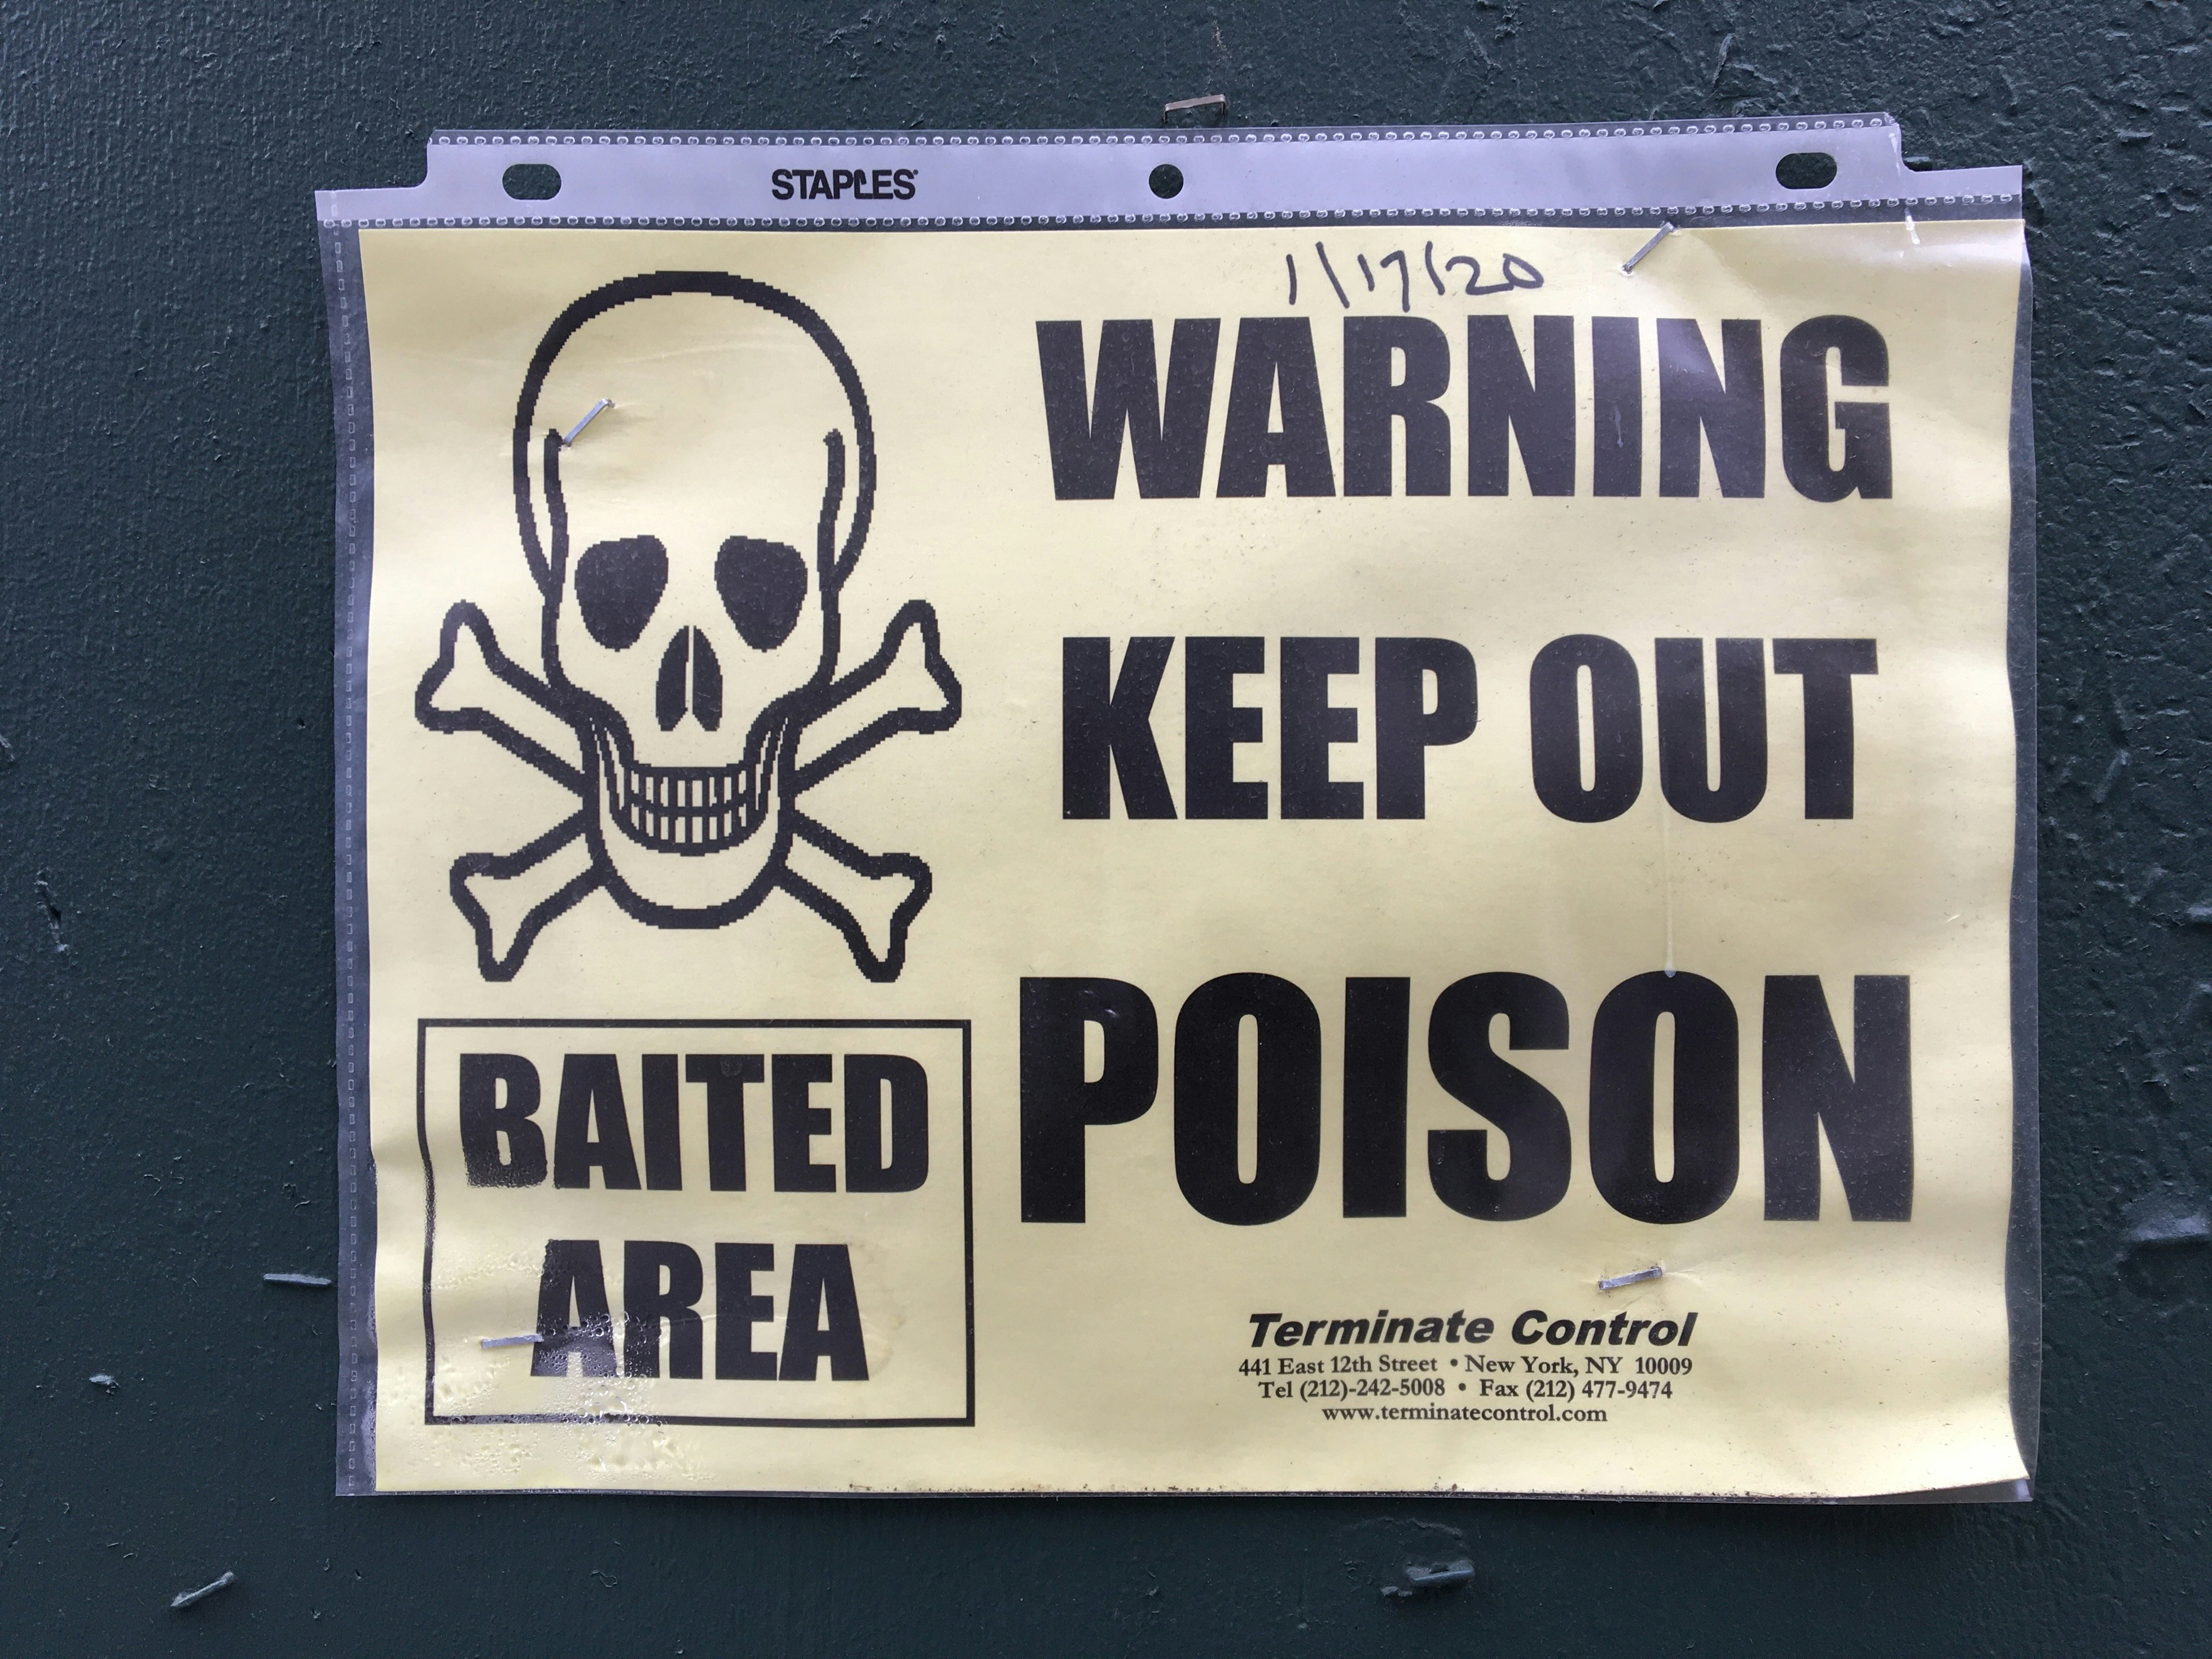 STAPLES
1/17/20
WARNING
KEEP OUT
POISON
BAITED
AREA
Terminate Control
441 East 12th Street • New York, NY 10009
Tel (212)-242-5008 • Fax (212) 477-9474
www.terminatecontrol.com